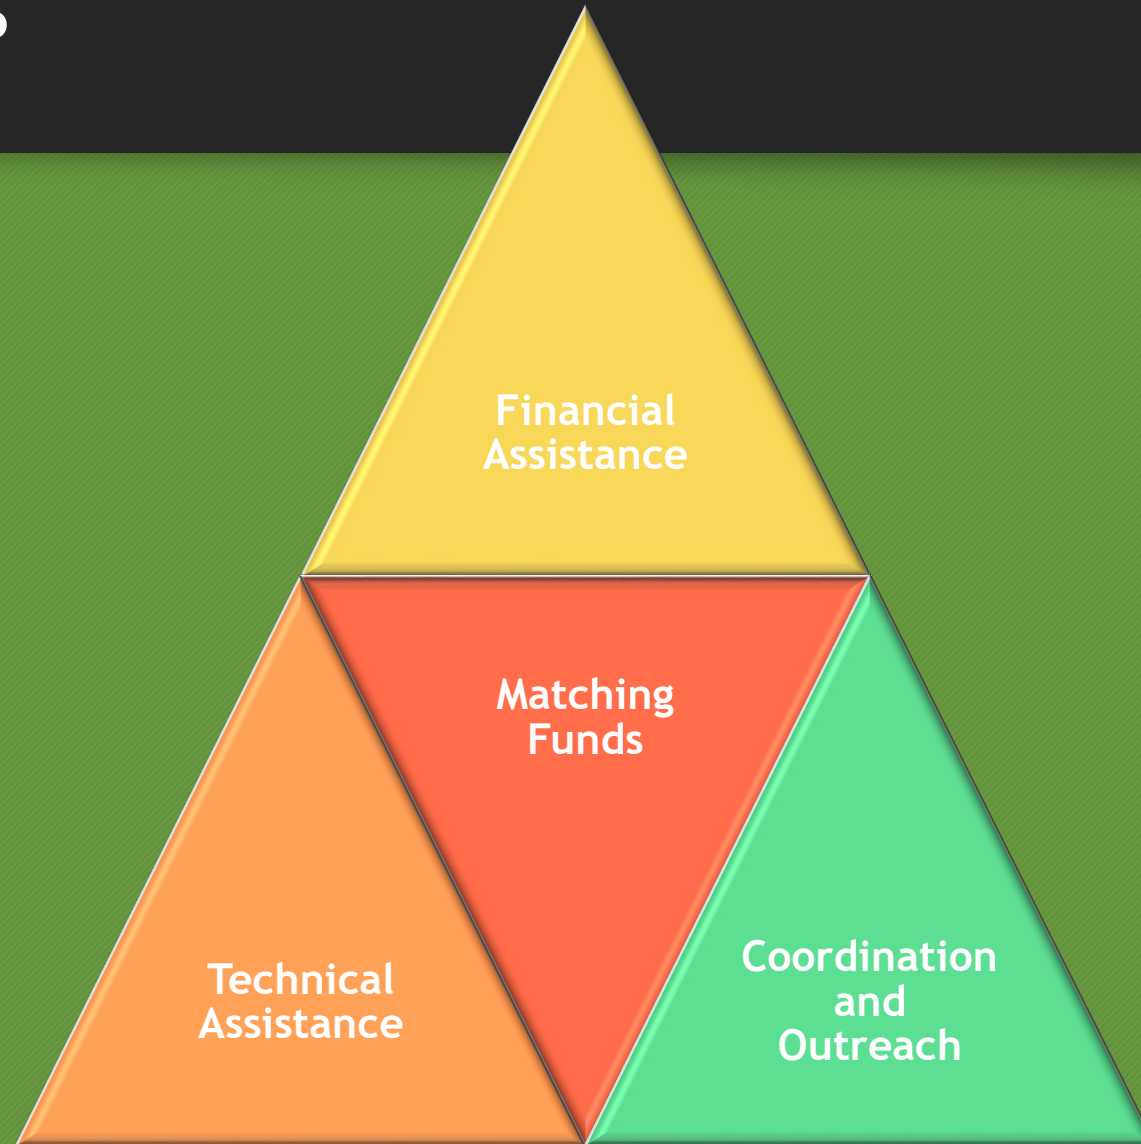 Financial
Assistance
Matching
Funds
Technical
Assistance
Coordination
and
Outreach